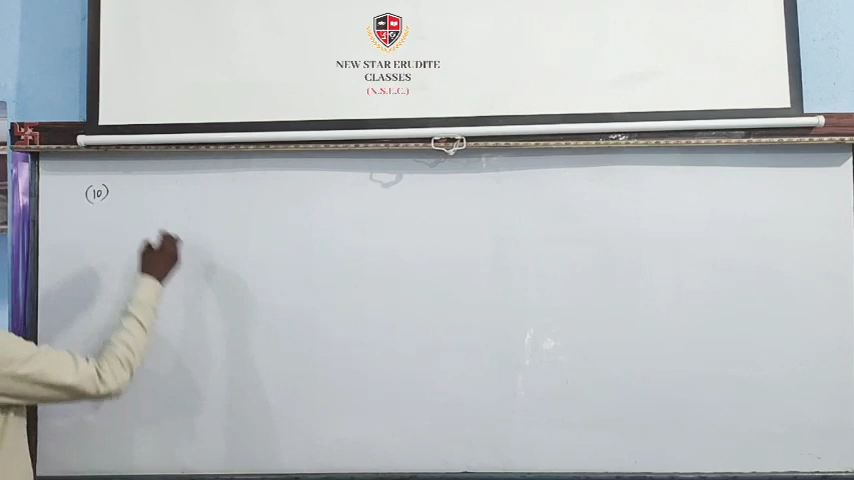 NEW STAR ERUDITE
CLASSES
(N.S.E.C.)
(10)